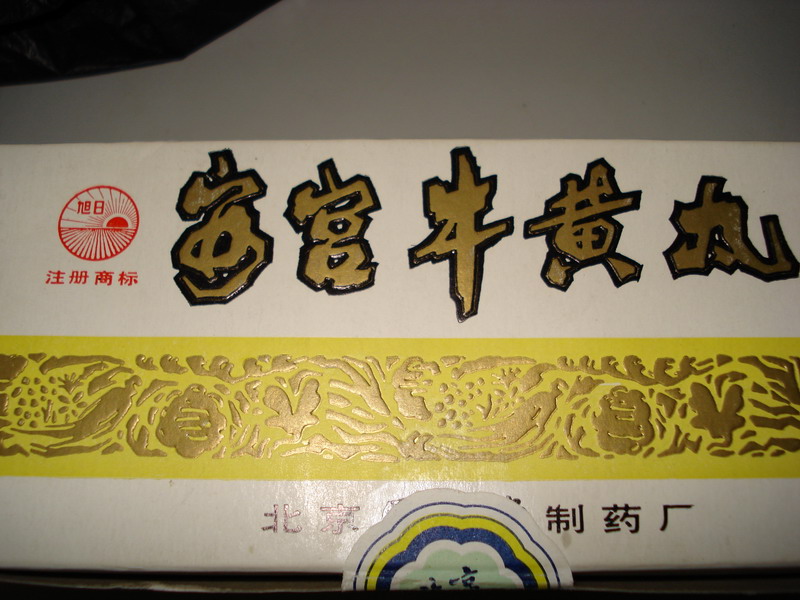 旭日
注册商标
安宫牛黄丸
北京 制药厂